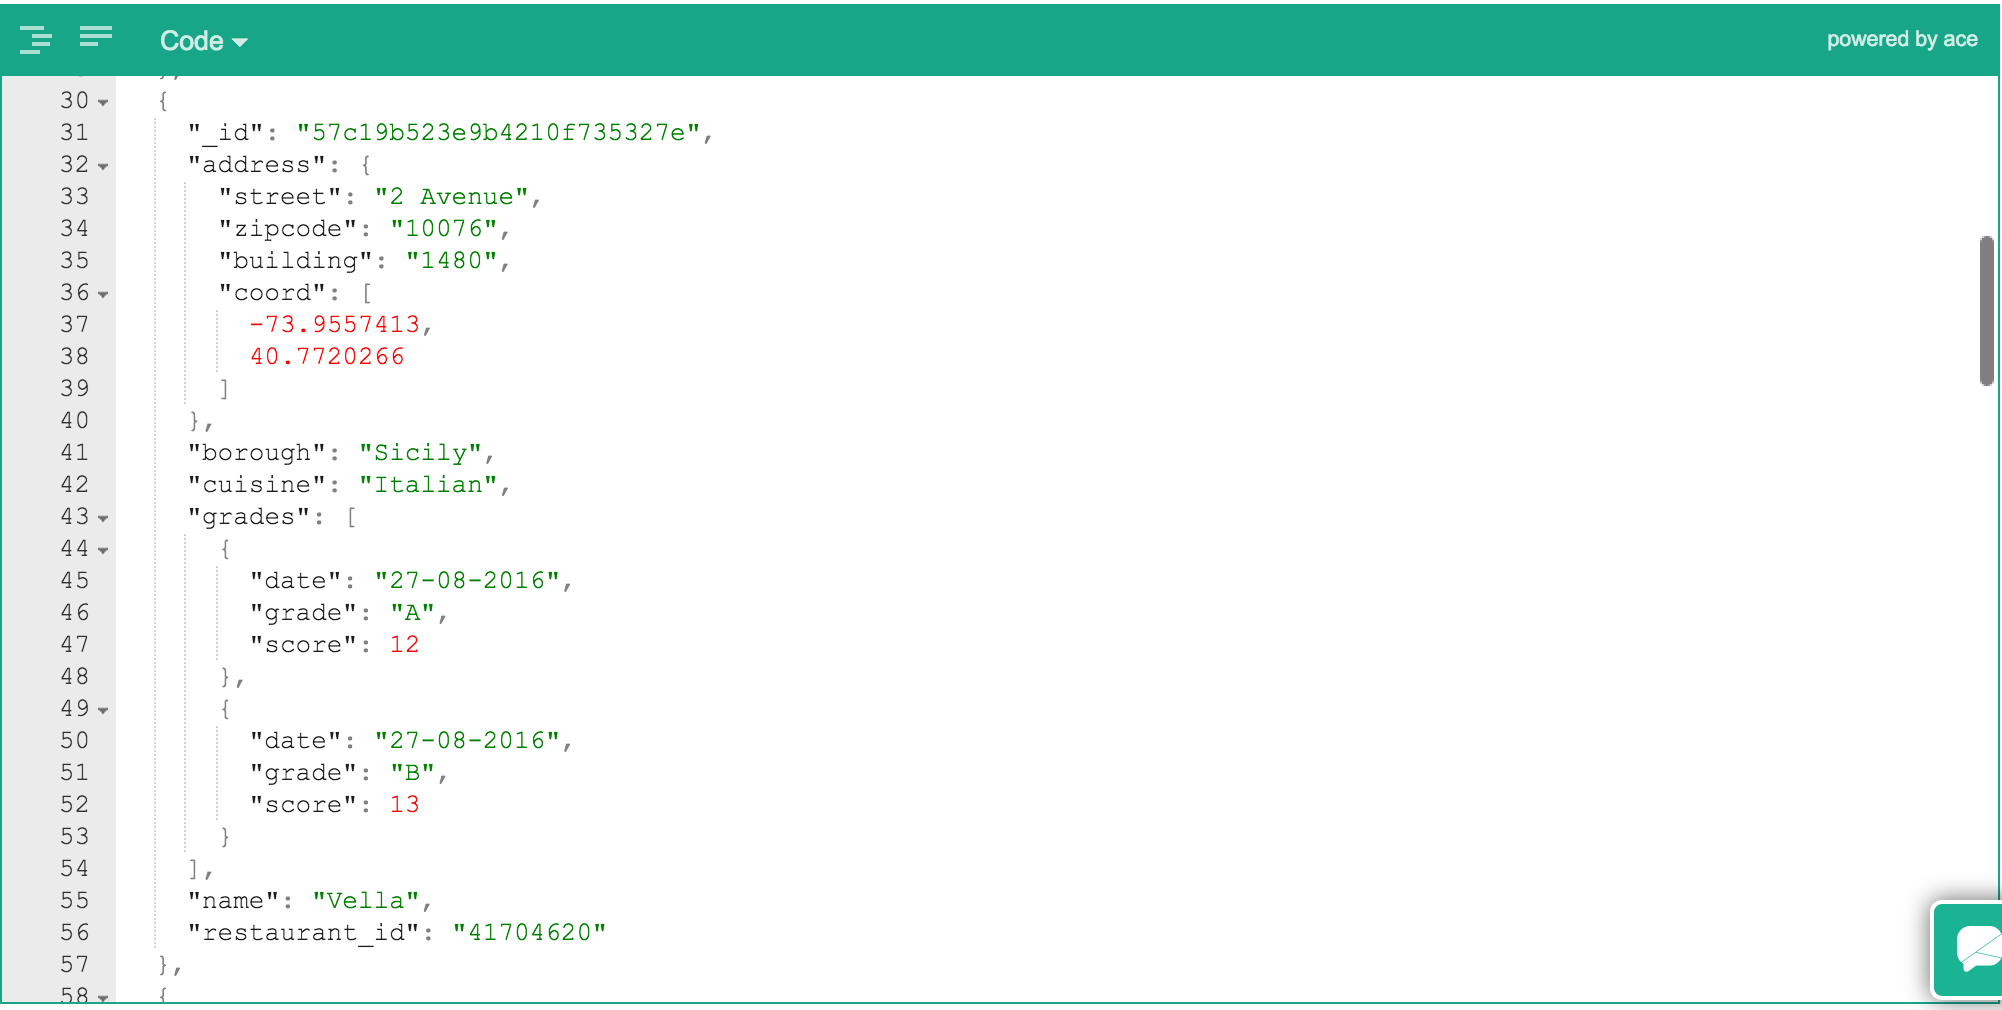 Code
powered by ace
30 {
31 "_id": "57c19b523e9b4210f735327e",
32 "address": {
33 "street": "2 Avenue",
34 "zipcode": "10076",
35 "building": "1480",
36 "coord": [
37 -73.9557413,
38 40.7720266
39 ]
40 },
41 "borough": "Sicily",
42 "cuisine": "Italian",
43 "grades": [
44 {
45 "date": "27-08-2016",
46 "grade": "A",
47 "score": 12
48 },
49 {
50 "date": "27-08-2016",
51 "grade": "B",
52 "score": 13
53 }
54 ],
55 "name": "Vella",
56 "restaurant_id": "41704620"
57 },
58 {